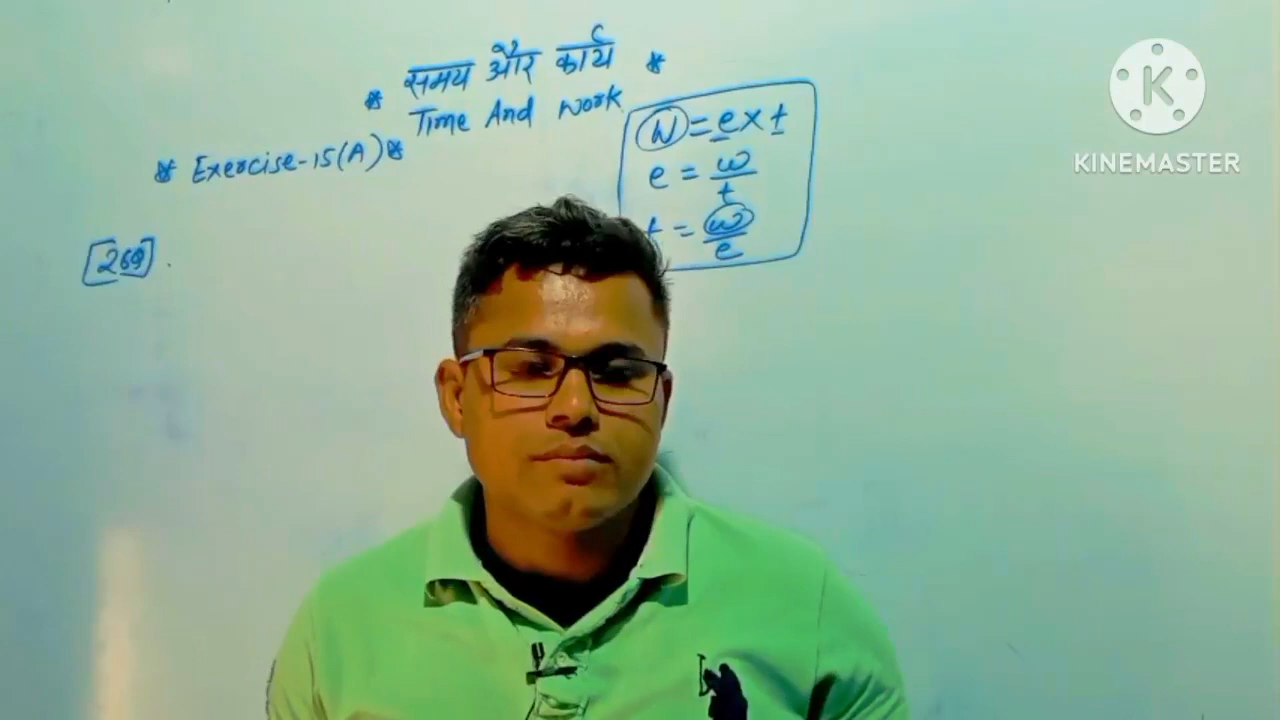 * समय और कार्य *
Time And work
* Exercise-15(A) *
W = e x t
e = w/t
t = w/e
K
KINEMASTER